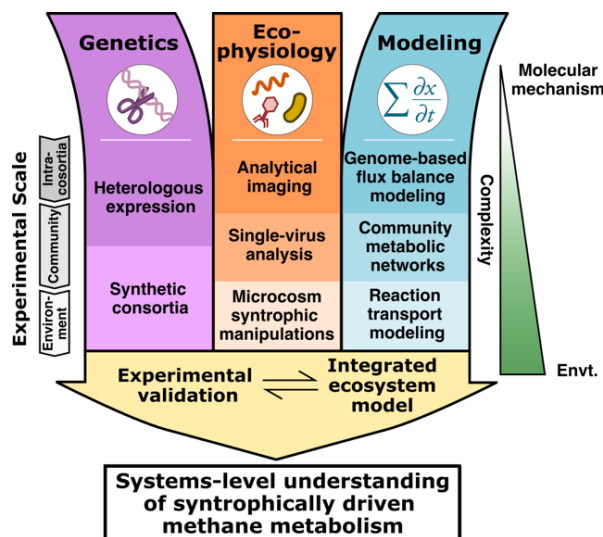 Genetics
Eco-
physiology
Modeling
∑ ∂x/∂t
Molecular
mechanism
Experimental Scale
Intra-
cosortia
Community
Environ-
ment
Heterologous
expression
Synthetic
consortia
Analytical
imaging
Single-virus
analysis
Microcosm
syntrophic
manipulations
Genome-based
flux balance
modeling
Community
metabolic
networks
Reaction
transport
modeling
Complexity
Envt.
Experimental
validation
Integrated
ecosystem
model
Systems-level understanding
of syntrophically driven
methane metabolism